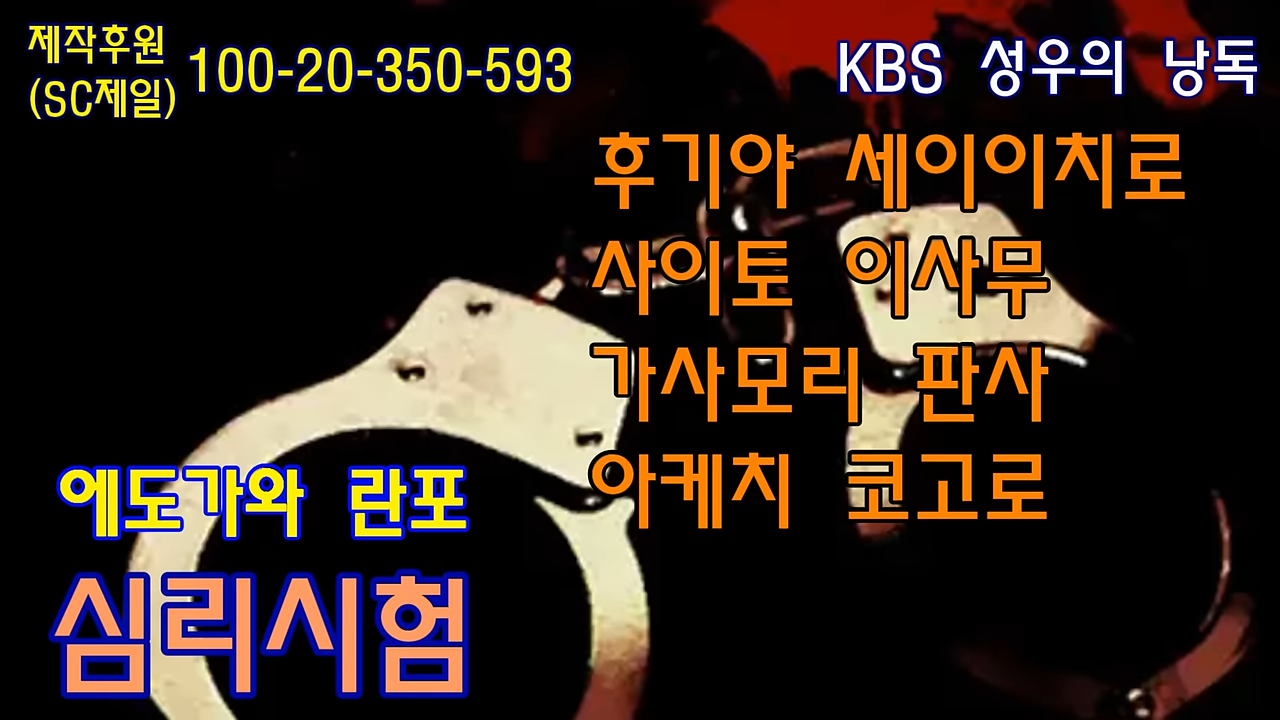 제작후원
(SC제일) 100-20-350-593
KBS 성우의 낭독
후기야 세이이치로
사이토 이사무
가사모리 판사
아케치 코고로
에도가와 란포
심리시험